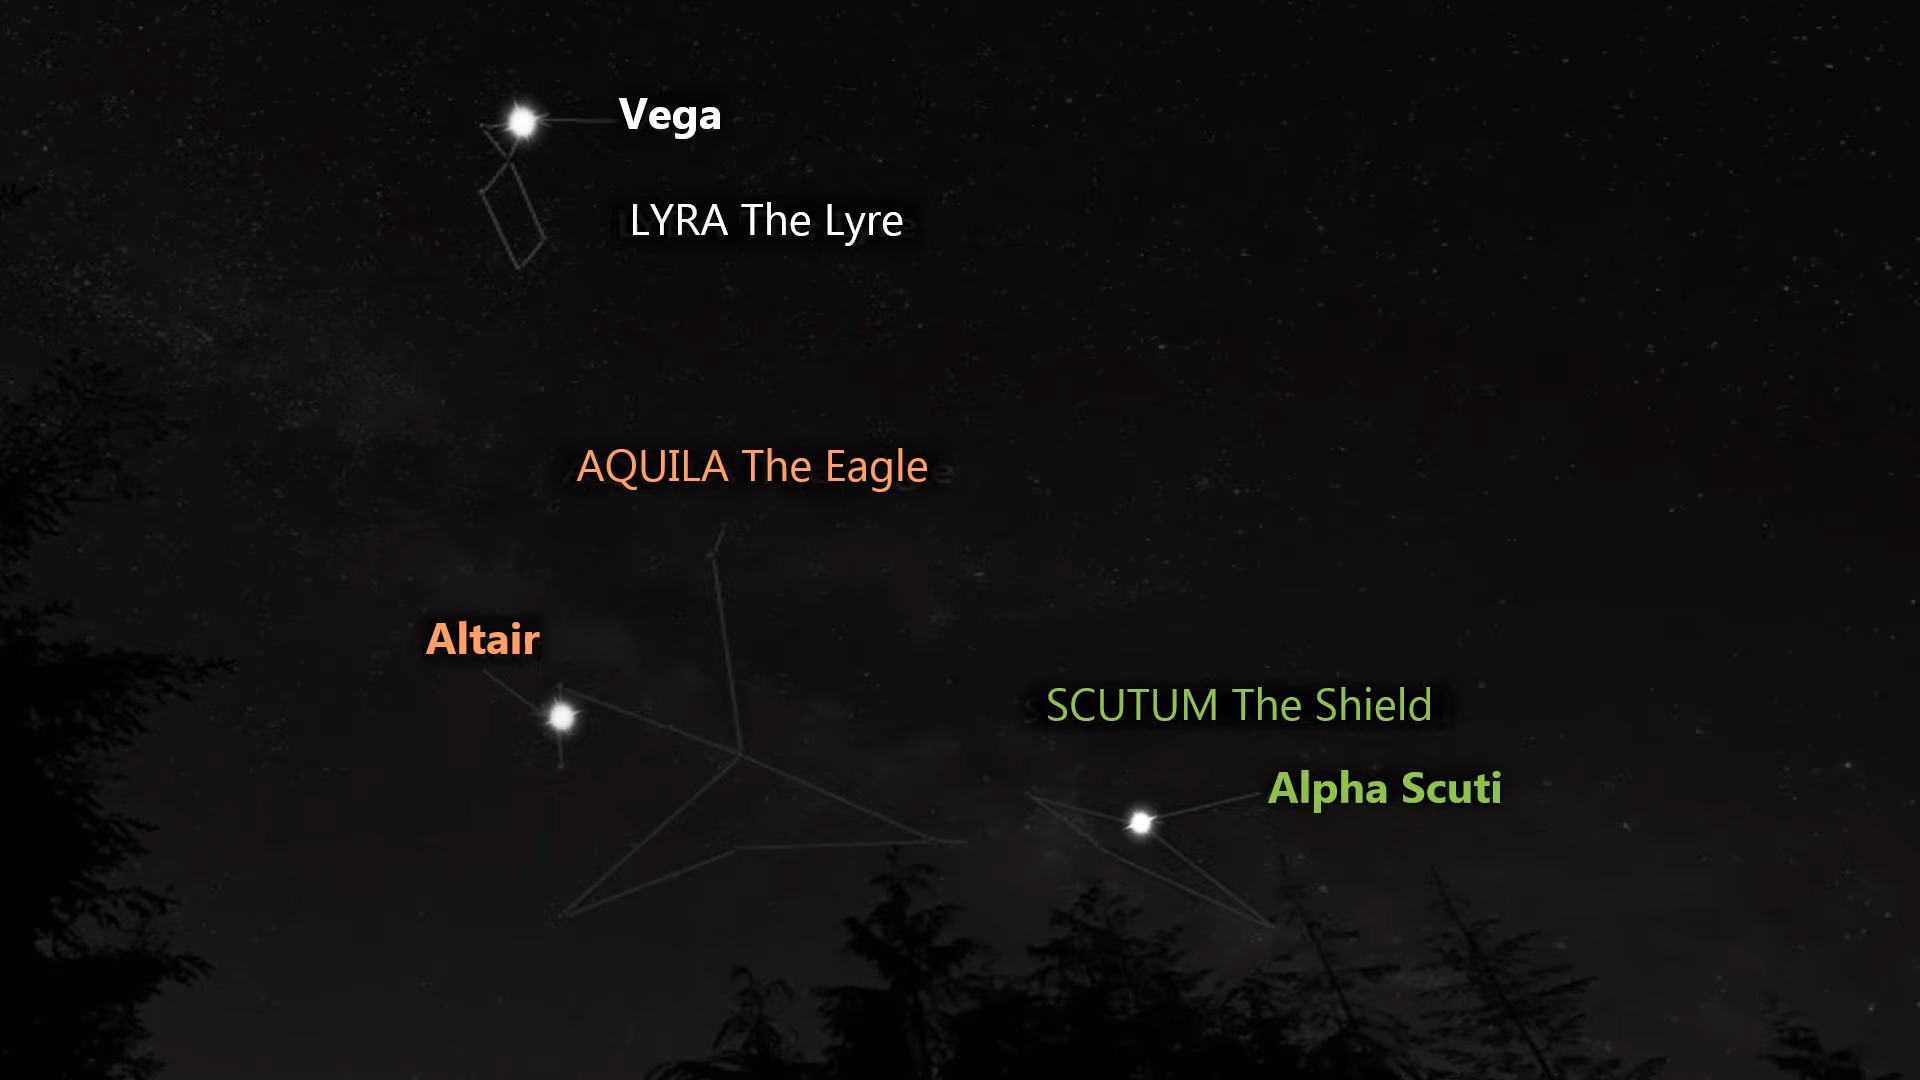 Vega
LYRA The Lyre
AQUILA The Eagle
Altair
SCUTUM The Shield
Alpha Scuti